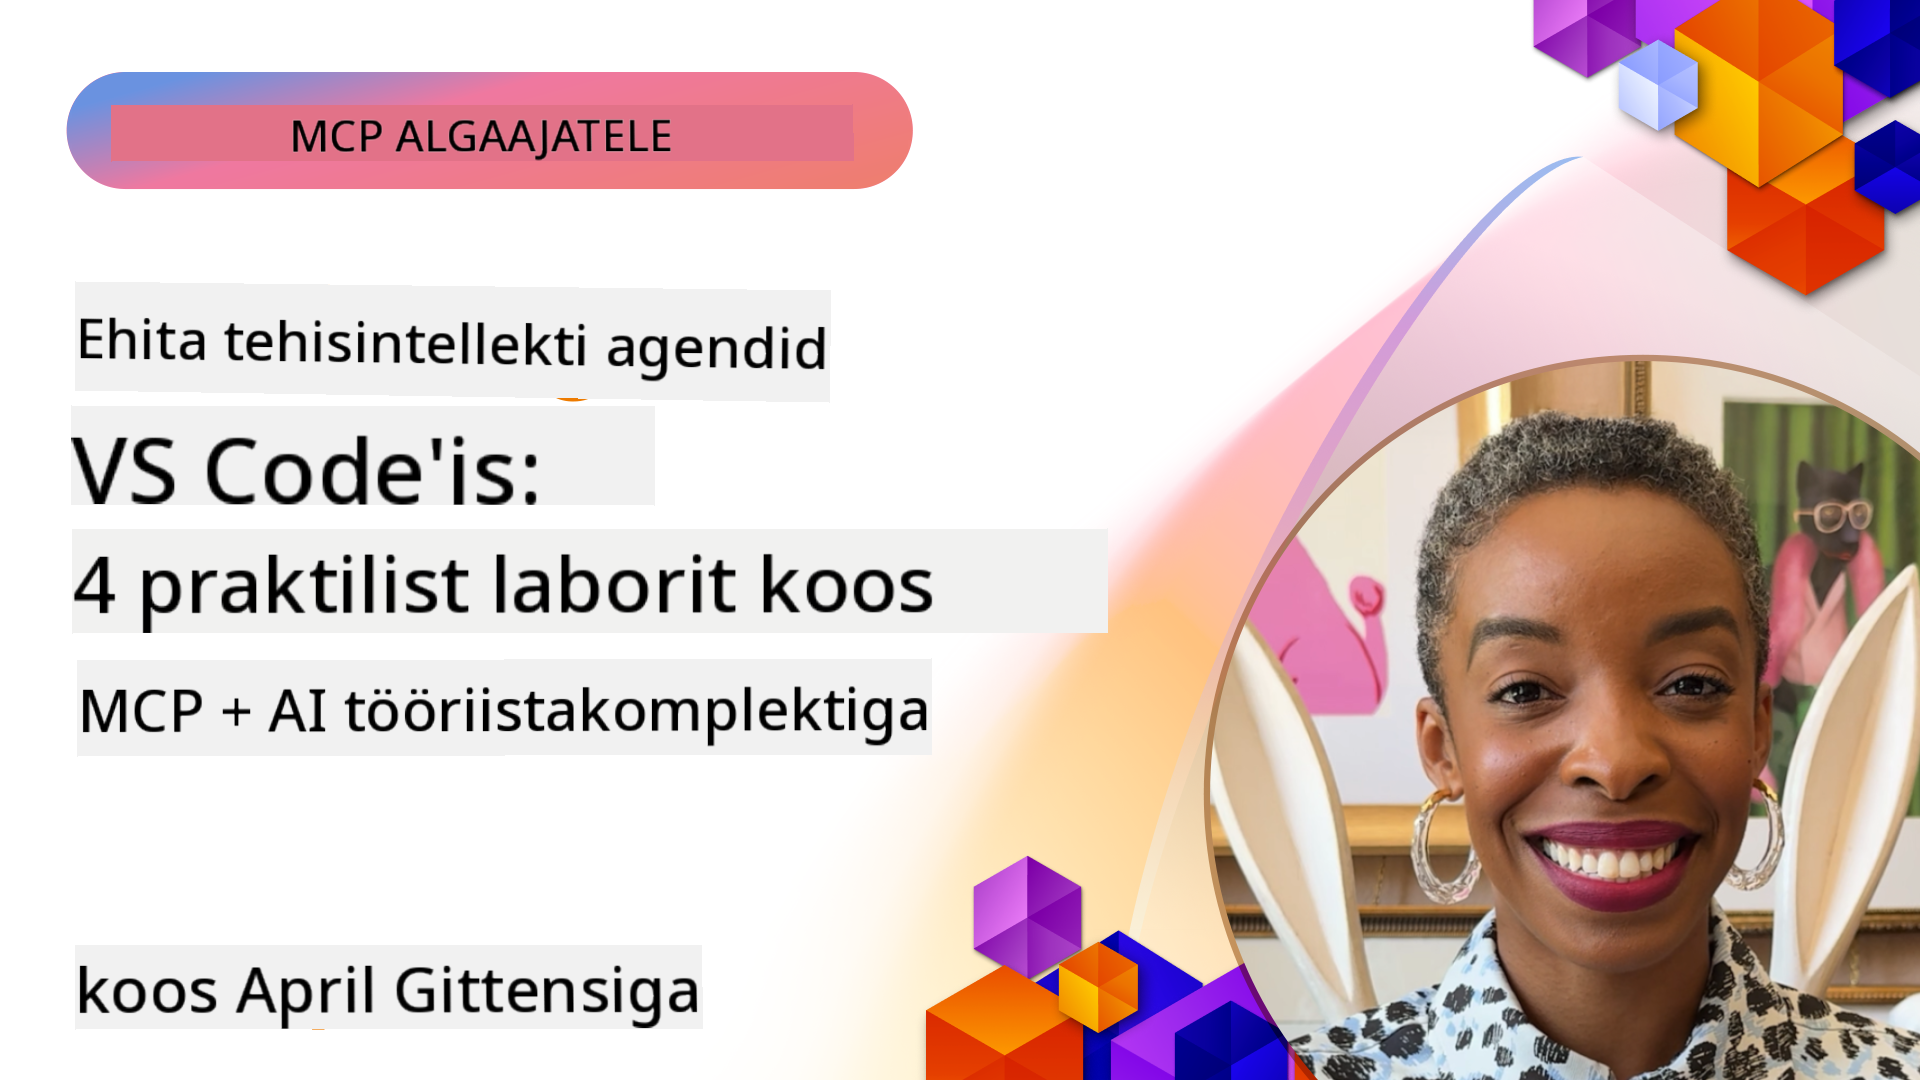 MCP ALGAAJATELE
Ehita tehisintellekti agendid
VS Code'is:
4 praktilist laborit koos
MCP + AI tööriistakomplektiga
koos April Gittensiga